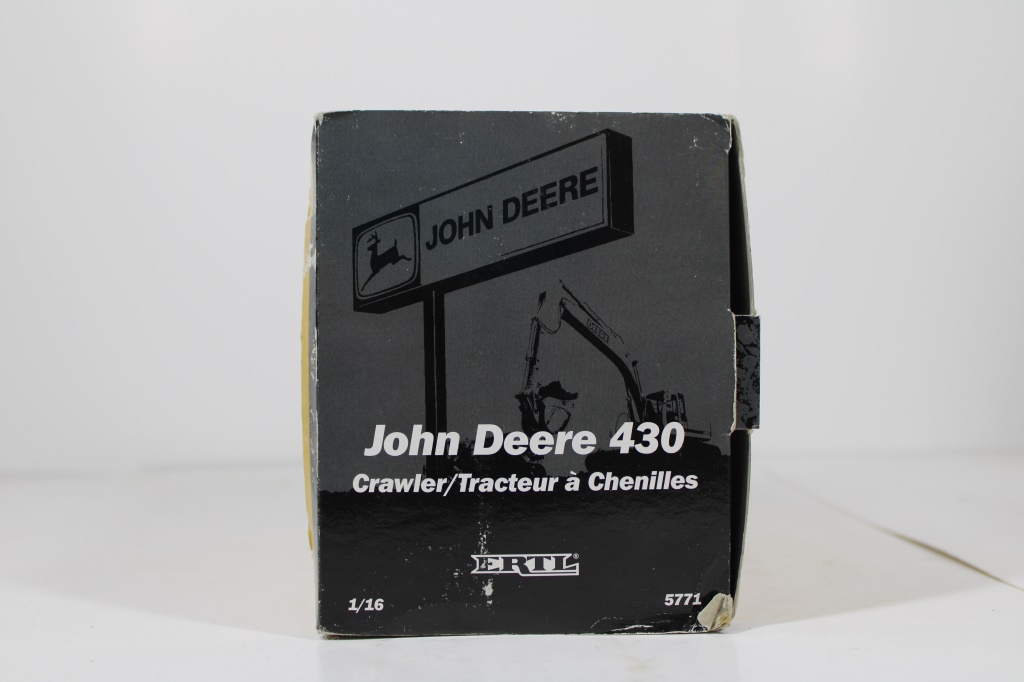 JOHN DEERE
John Deere 430
Crawler/Tracteur à Chenilles
ERTL®
1/16
5771